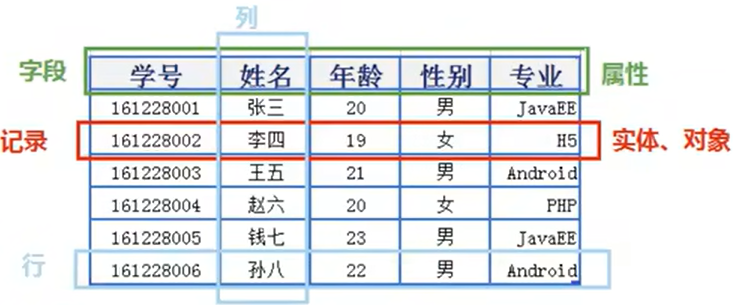 列
字段 学号 姓名 年龄 性别 专业 属性
161228001 张三 20 男 JavaEE
记录 161228002 李四 19 女 H5 实体、对象
161228003 王五 21 男 Android
161228004 赵六 20 女 PHP
161228005 钱七 23 男 JavaEE
行 161228006 孙八 22 男 Android